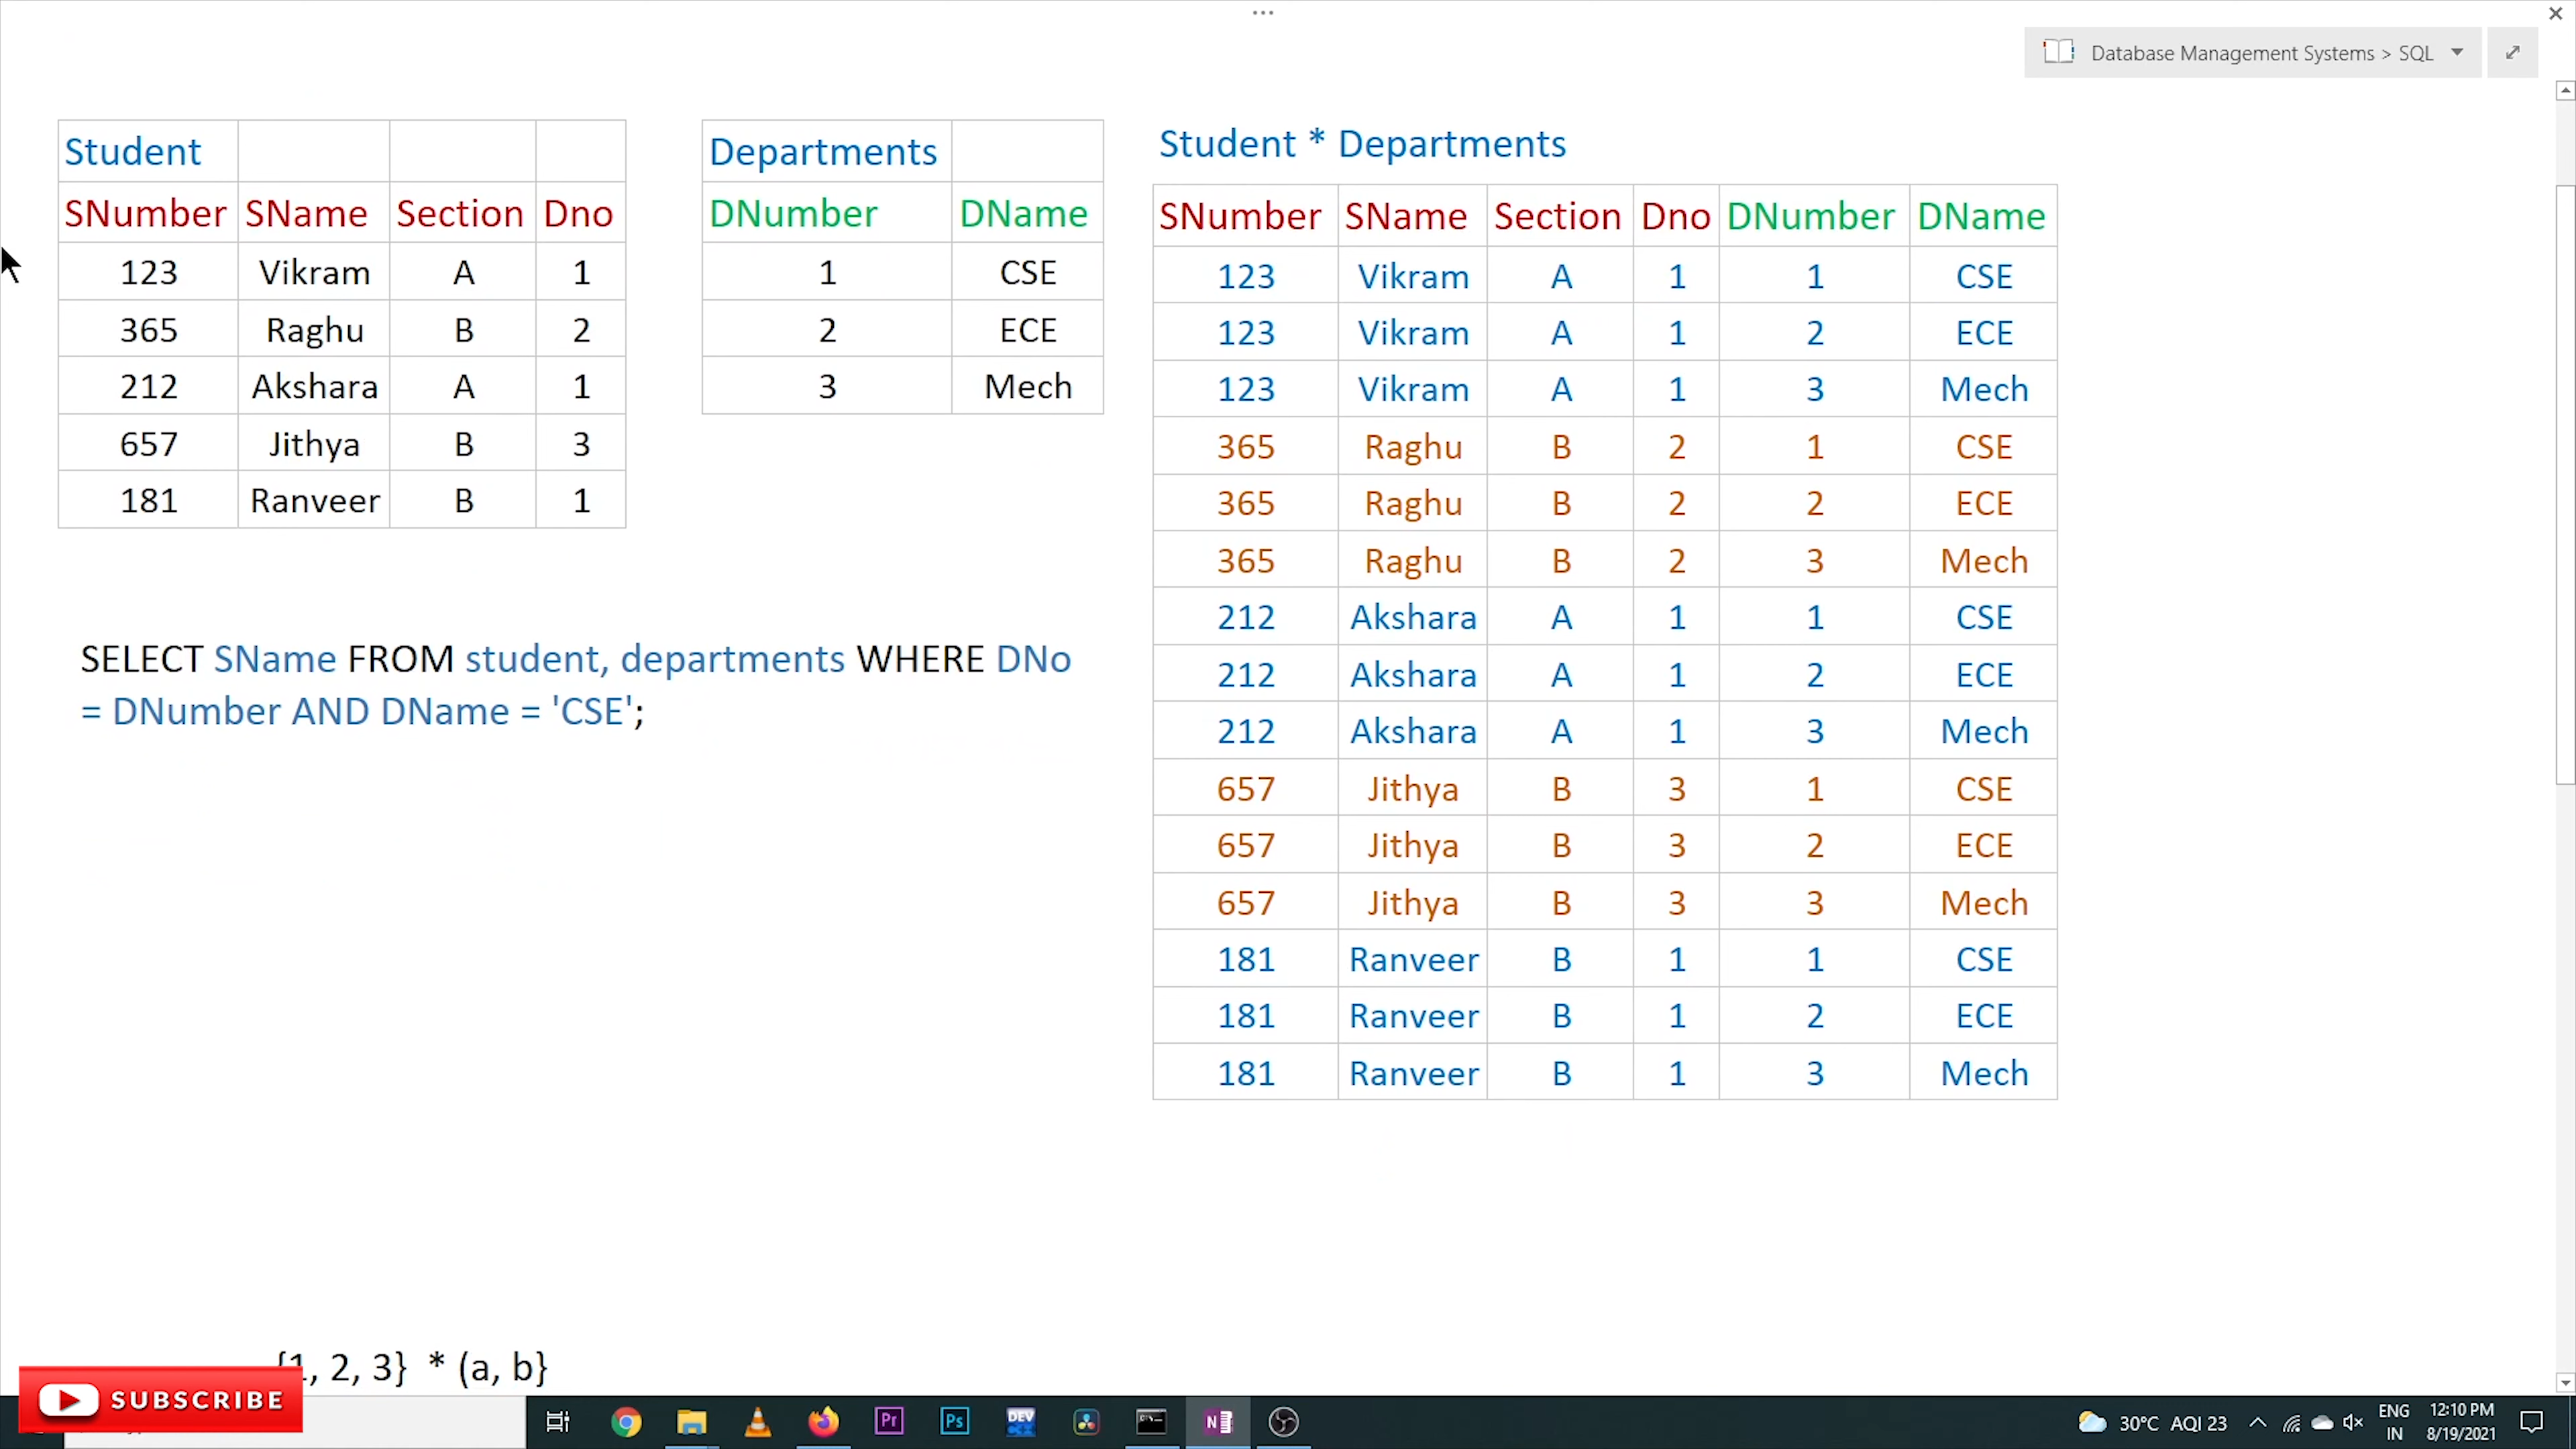 Database Management Systems > SQL
Student
SNumber SName Section Dno
123 Vikram A 1
365 Raghu B 2
212 Akshara A 1
657 Jithya B 3
181 Ranveer B 1
Departments
DNumber DName
1 CSE
2 ECE
3 Mech
SELECT SName FROM student, departments WHERE DNo
= DNumber AND DName = 'CSE';
Student * Departments
SNumber SName Section Dno DNumber DName
123 Vikram A 1 1 CSE
123 Vikram A 1 2 ECE
123 Vikram A 1 3 Mech
365 Raghu B 2 1 CSE
365 Raghu B 2 2 ECE
365 Raghu B 2 3 Mech
212 Akshara A 1 1 CSE
212 Akshara A 1 2 ECE
212 Akshara A 1 3 Mech
657 Jithya B 3 1 CSE
657 Jithya B 3 2 ECE
657 Jithya B 3 3 Mech
181 Ranveer B 1 1 CSE
181 Ranveer B 1 2 ECE
181 Ranveer B 1 3 Mech
{1, 2, 3} * (a, b}
SUBSCRIBE
Pr
Ps
DEV
N
30°C AQI 23
ENG
IN
12:10 PM
8/19/2021